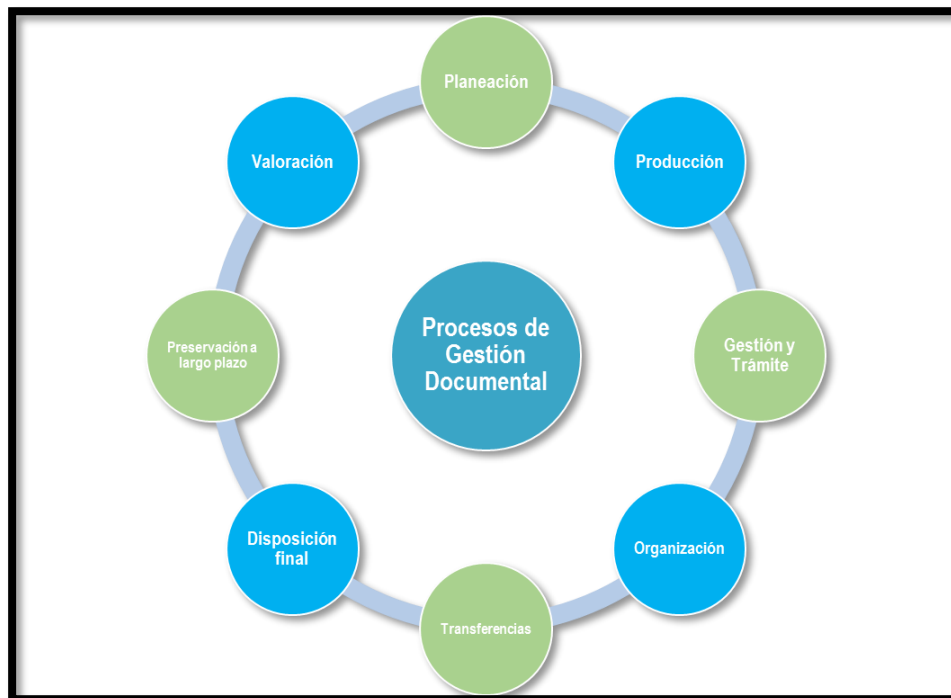 Planeación
Valoración
Producción
Procesos de
Gestión
Documental
Preservación a
largo plazo
Gestión y
Trámite
Disposición
final
Organización
Transferencias